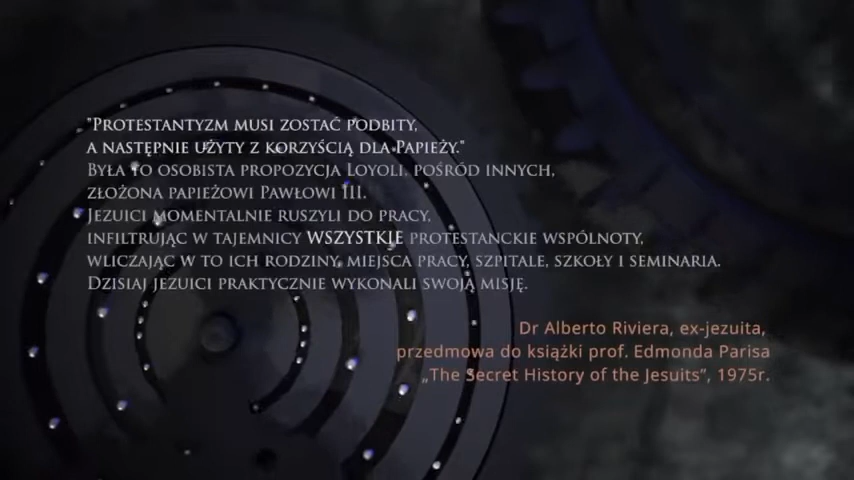 "Protestantyzm musi zostać podbity,
a następnie użyty z korzyścią dla Papieży."
Była to osobista propozycja Loyoli, pośród innych,
złożona papieżowi Pawłowi III.
Jezuici momentalnie ruszyli do pracy,
infiltrując w tajemnicy WSZYSTKIE protestanckie wspólnoty,
wliczając w to ich rodziny, miejsca pracy, szpitale, szkoły i seminaria.
Dzisiaj jezuici praktycznie wykonali swoją misję.
Dr Alberto Riviera, ex-jezuita,
przedmowa do książki prof. Edmonda Parisa
„The Secret History of the Jesuits”, 1975r.